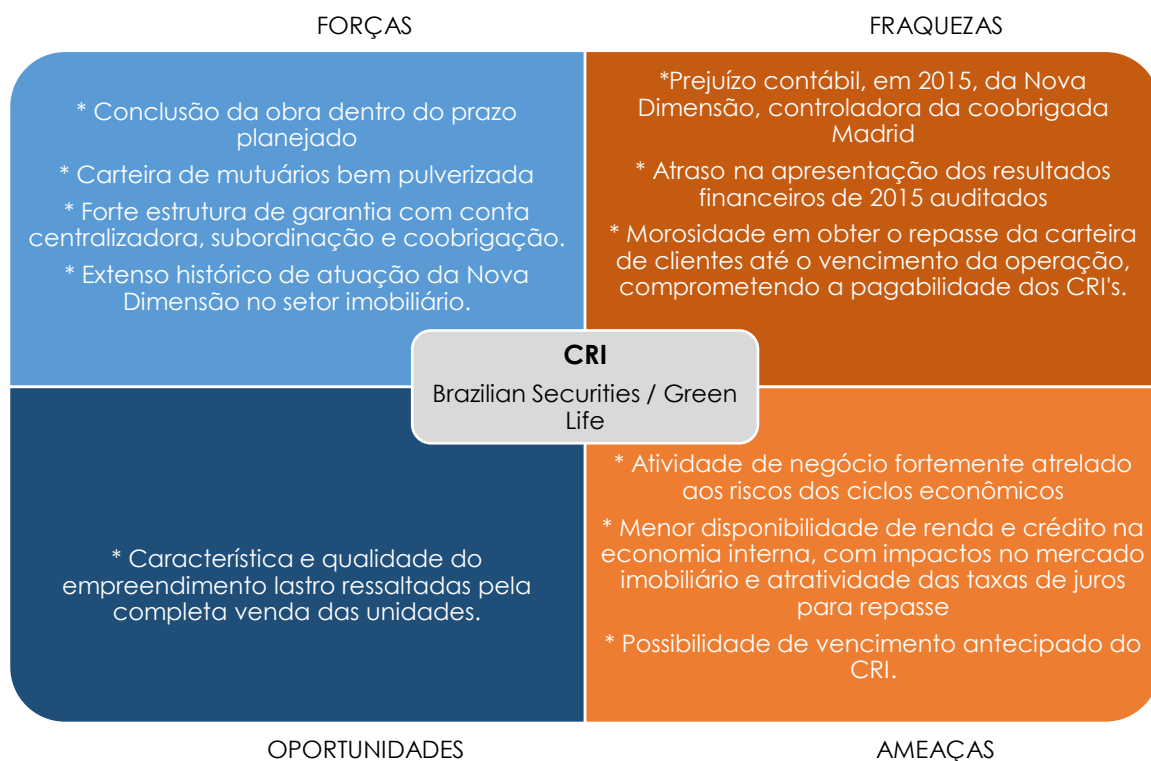 FORÇAS
FRAQUEZAS
* Conclusão da obra dentro do prazo
planejado
* Carteira de mutuários bem pulverizada
* Forte estrutura de garantia com conta
centralizadora, subordinação e coobrigação.
* Extenso histórico de atuação da Nova
Dimensão no setor imobiliário.
*Prejuízo contábil, em 2015, da Nova
Dimensão, controladora da coobrigada
Madrid
* Atraso na apresentação dos resultados
financeiros de 2015 auditados
* Morosidade em obter o repasse da carteira
de clientes até o vencimento da operação,
comprometendo a pagabilidade dos CRI's.
CRI
Brazilian Securities / Green
Life
* Característica e qualidade do
empreendimento lastro ressaltadas pela
completa venda das unidades.
* Atividade de negócio fortemente atrelado
aos riscos dos ciclos econômicos
* Menor disponibilidade de renda e crédito na
economia interna, com impactos no mercado
imobiliário e atratividade das taxas de juros
para repasse
* Possibilidade de vencimento antecipado do
CRI.
OPORTUNIDADES
AMEAÇAS